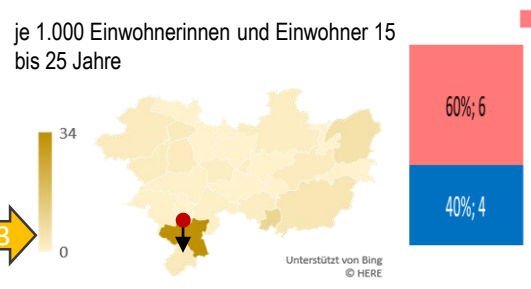 je 1.000 Einwohnerinnen und Einwohner 15
bis 25 Jahre
34
0
3
Unterstützt von Bing
© HERE
60%; 6
40%; 4